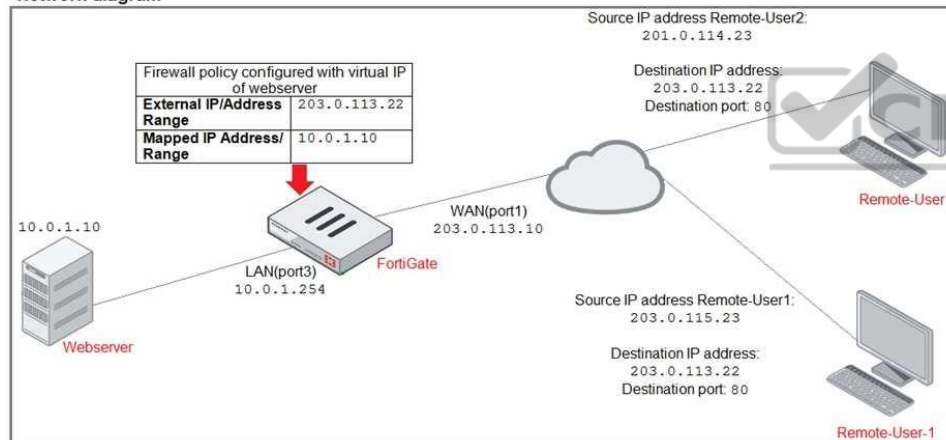 Source IP address Remote-User2:
201.0.114.23
Destination IP address:
203.0.113.22
Destination port: 80
Remote-User
Firewall policy configured with virtual IP
of webserver
External IP/Address
Range
203.0.113.22
Mapped IP Address/
Range
10.0.1.10
WAN(port1)
203.0.113.10
FortiGate
LAN(port3)
10.0.1.254
10.0.1.10
Webserver
Source IP address Remote-User1:
203.0.115.23
Destination IP address:
203.0.113.22
Destination port: 80
Remote-User-1